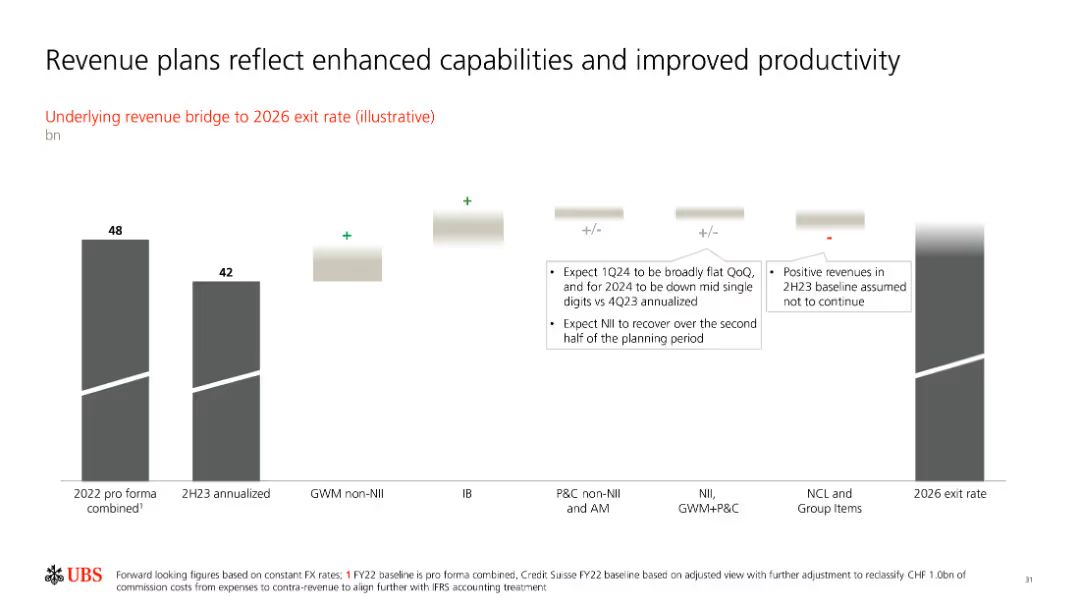 Revenue plans reflect enhanced capabilities and improved productivity
Underlying revenue bridge to 2026 exit rate (illustrative)
bn
48
42
+
+
+/-
+/-
-
• Expect 1Q24 to be broadly flat QoQ,
and for 2024 to be down mid single
digits vs 4Q23 annualized
• Expect NII to recover over the second
half of the planning period
• Positive revenues in
2H23 baseline assumed
not to continue
2022 pro forma
combined¹
2H23 annualized
GWM non-NII
IB
P&C non-NII
and AM
NII,
GWM+P&C
NCL and
Group Items
2026 exit rate
UBS
Forward looking figures based on constant FX rates; 1 FY22 baseline is pro forma combined, Credit Suisse FY22 baseline based on adjusted view with further adjustment to reclassify CHF 1.0bn of
commission costs from expenses to contra-revenue to align further with IFRS accounting treatment
31